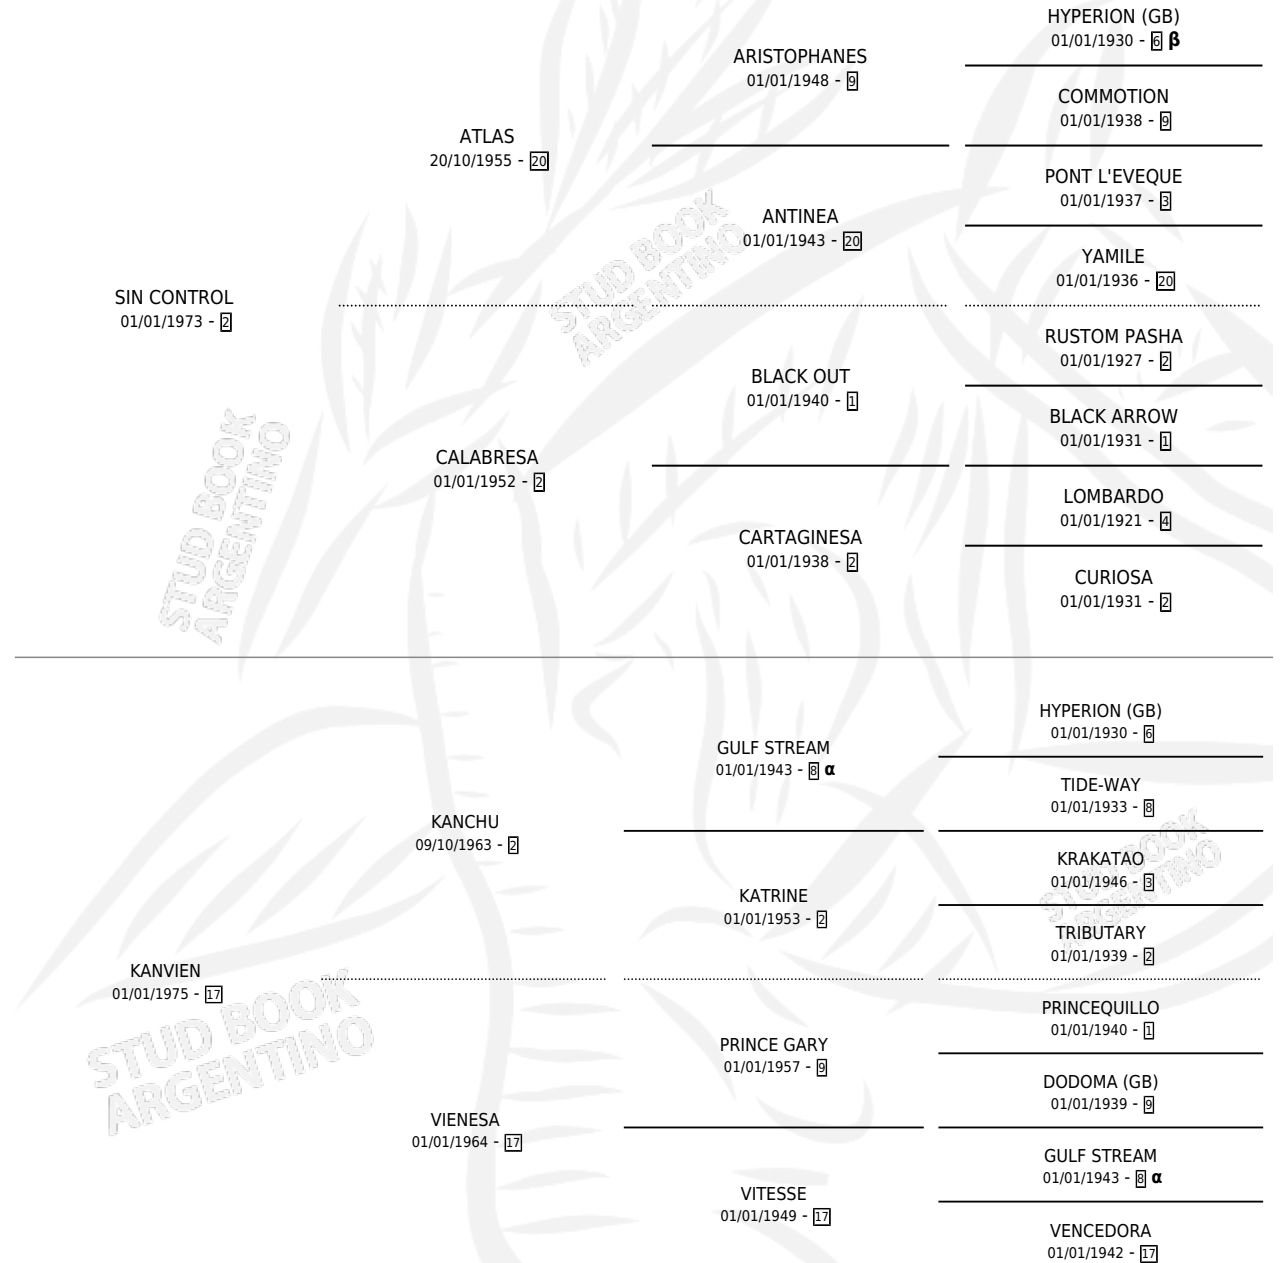 HYPERION (GB)
01/01/1930 - 6 β
ARISTOPHANES
01/01/1948 - 9
COMMOTION
01/01/1938 - 9
ATLAS
20/10/1955 - 20
PONT L'EVEQUE
01/01/1937 - 3
ANTINEA
01/01/1943 - 20
YAMILE
01/01/1936 - 20
SIN CONTROL
01/01/1973 - 2
RUSTOM PASHA
01/01/1927 - 2
BLACK OUT
01/01/1940 - 1
BLACK ARROW
01/01/1931 - 1
CALABRESA
01/01/1952 - 2
LOMBARDO
01/01/1921 - 4
CARTAGINESA
01/01/1938 - 2
CURIOSA
01/01/1931 - 2
STUD BOOK
ARGENTINO
STUD BOOK
ARGENTINO
HYPERION (GB)
01/01/1930 - 6
GULF STREAM
01/01/1943 - 8 α
TIDE-WAY
01/01/1933 - 8
KANCHU
09/10/1963 - 2
KRAKATAO
01/01/1946 - 3
KATRINE
01/01/1953 - 2
TRIBUTARY
01/01/1939 - 2
KANVIEN
01/01/1975 - 17
PRINCEQUILLO
01/01/1940 - 1
PRINCE GARY
01/01/1957 - 9
DODOMA (GB)
01/01/1939 - 9
VIENESA
01/01/1964 - 17
GULF STREAM
01/01/1943 - 8 α
VITESSE
01/01/1949 - 17
VENCEDORA
01/01/1942 - 17
STUD BOOK
ARGENTINO
STUD BOOK
ARGENTINO